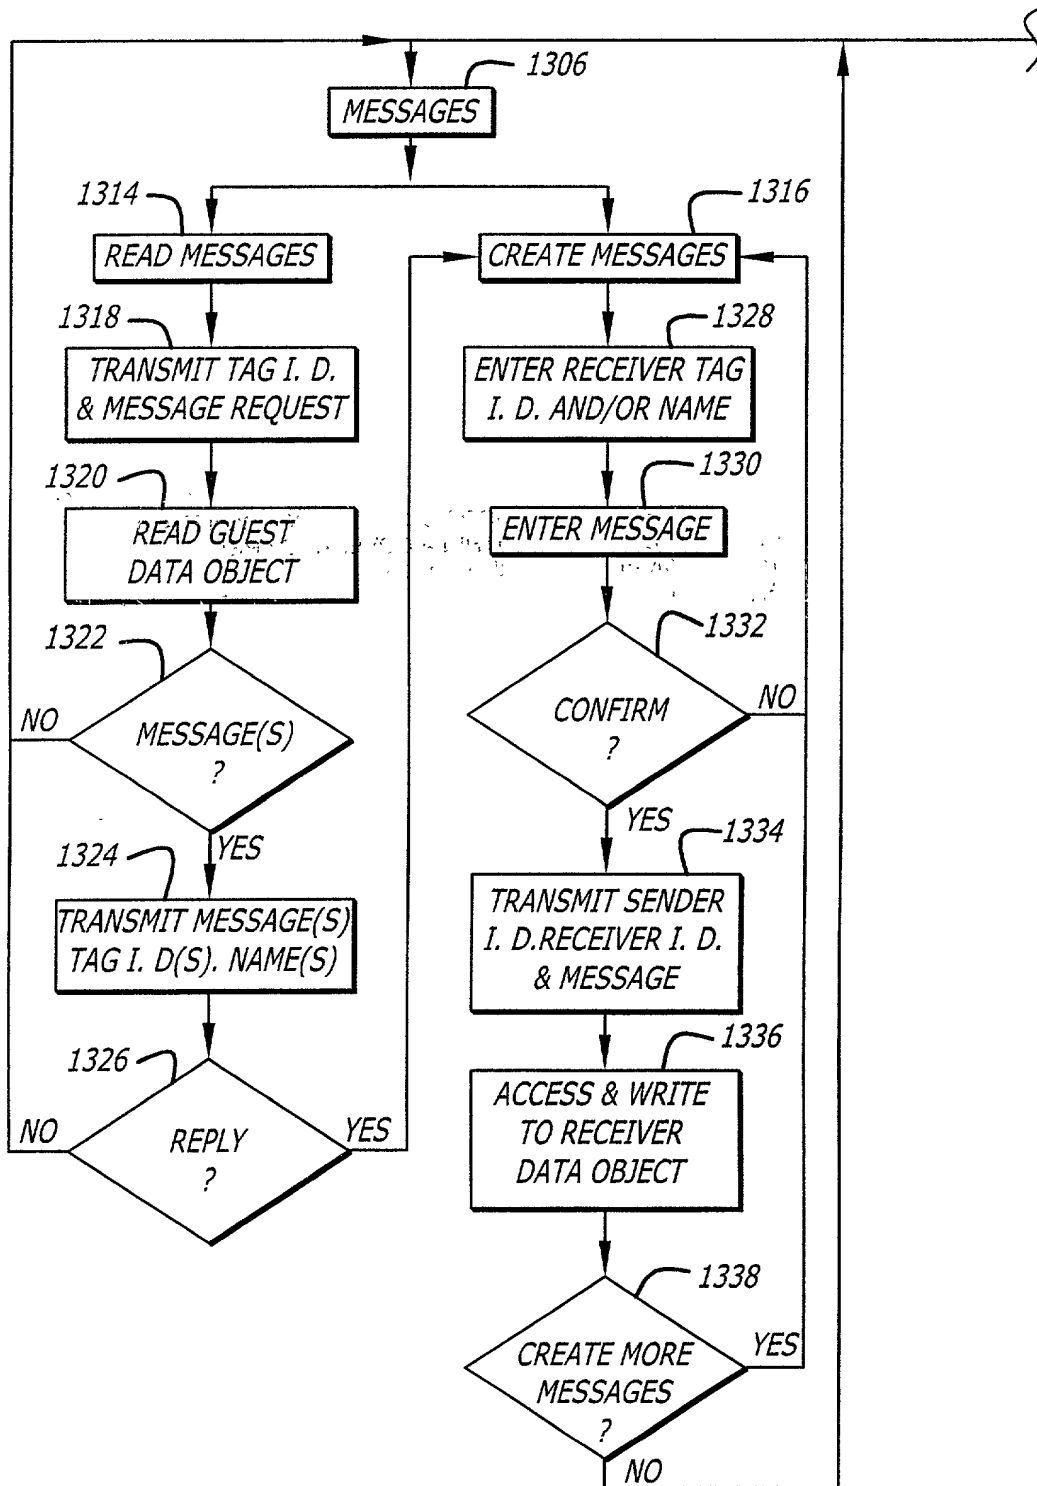 1306
MESSAGES
1314
READ MESSAGES
1316
CREATE MESSAGES
1318
TRANSMIT TAG I. D.
& MESSAGE REQUEST
1328
ENTER RECEIVER TAG
I. D. AND/OR NAME
1320
READ GUEST
DATA OBJECT
1330
ENTER MESSAGE
1322
MESSAGE(S)
?
NO
YES
1332
CONFIRM
?
NO
YES
1324
TRANSMIT MESSAGE(S)
TAG I. D(S). NAME(S)
1334
TRANSMIT SENDER
I. D.RECEIVER I. D.
& MESSAGE
1326
REPLY
?
NO
YES
1336
ACCESS & WRITE
TO RECEIVER
DATA OBJECT
1338
CREATE MORE
MESSAGES
?
YES
NO